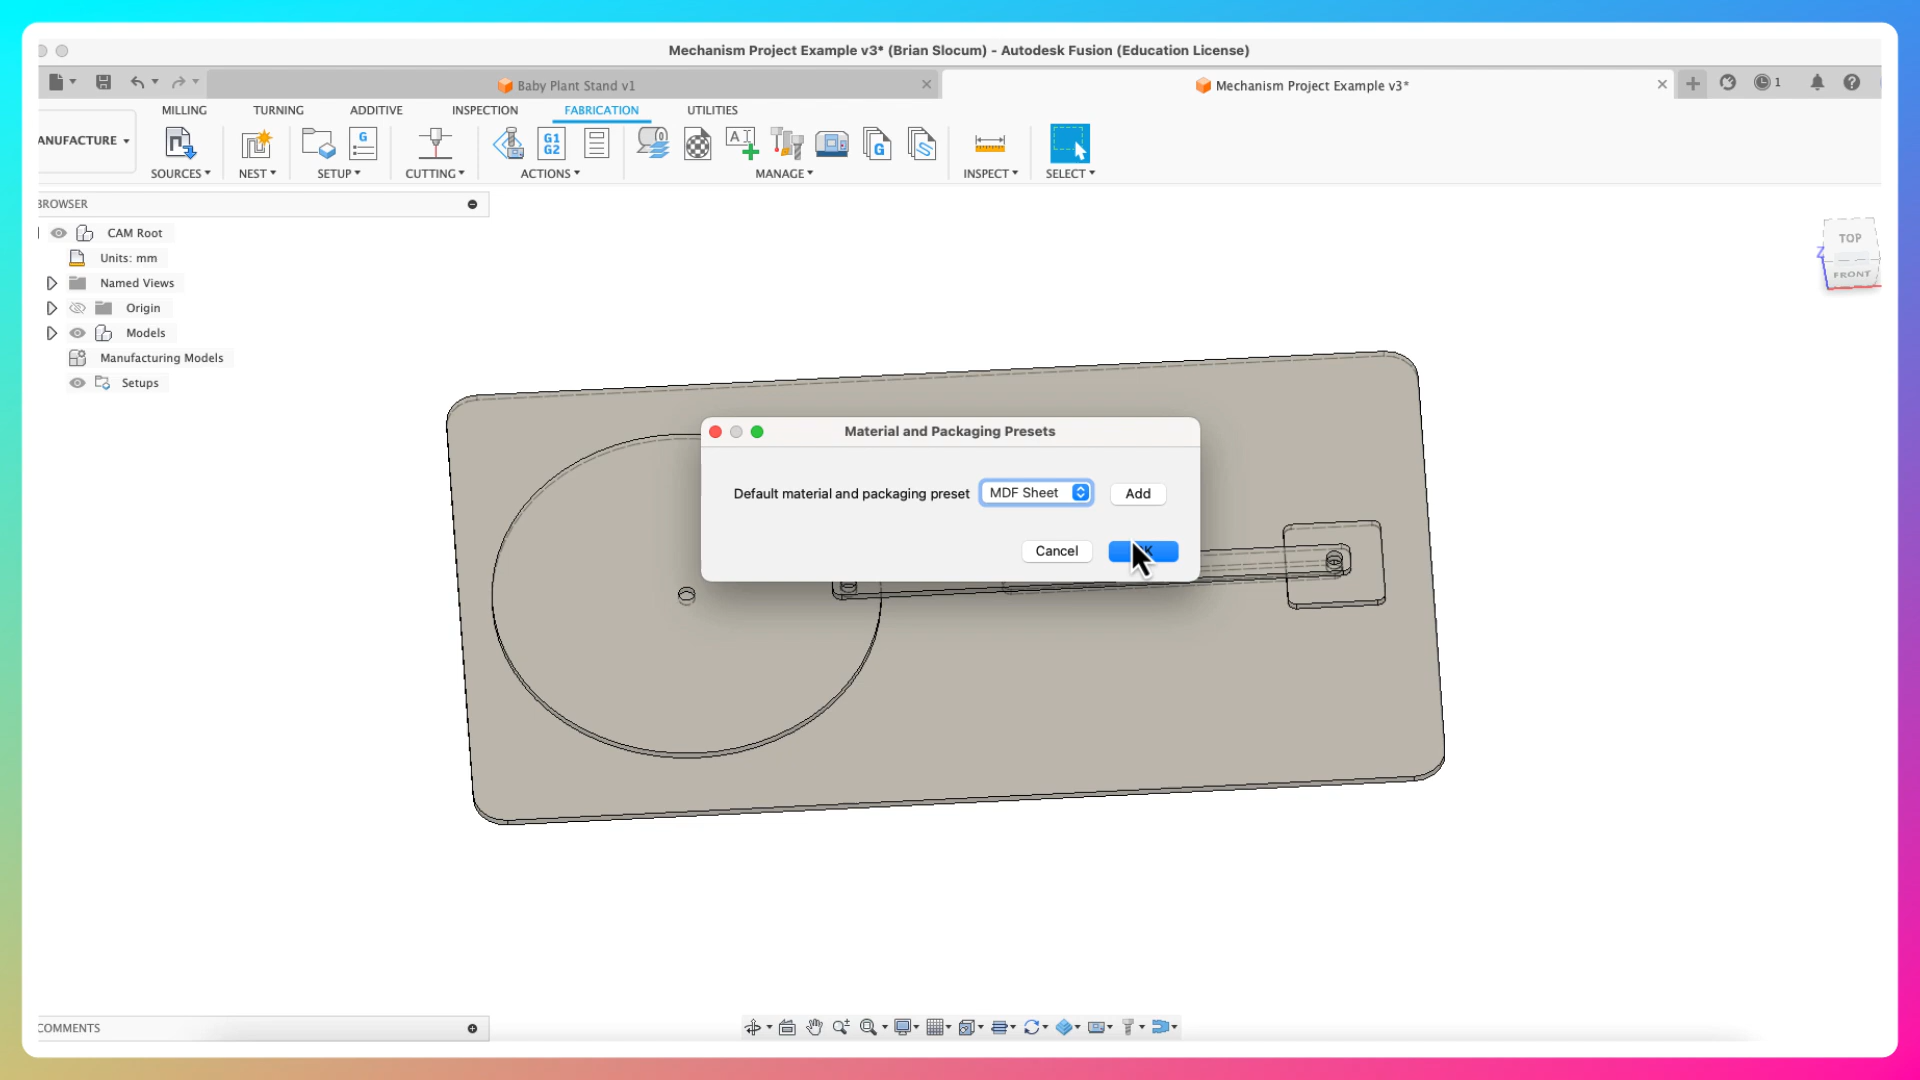 Mechanism Project Example v3* (Brian Slocum) - Autodesk Fusion (Education License)
Baby Plant Stand v1
Mechanism Project Example v3*
1
MILLING TURNING ADDITIVE INSPECTION FABRICATION UTILITIES
ANUFACTURE
G1
G2
G
A
G
SOURCES NEST SETUP CUTTING ACTIONS MANAGE INSPECT SELECT
BROWSER
CAM Root
Units: mm
Named Views
Origin
Models
Manufacturing Models
Setups
TOP
Z
FRONT
Material and Packaging Presets
Default material and packaging preset MDF Sheet Add
Cancel
COMMENTS